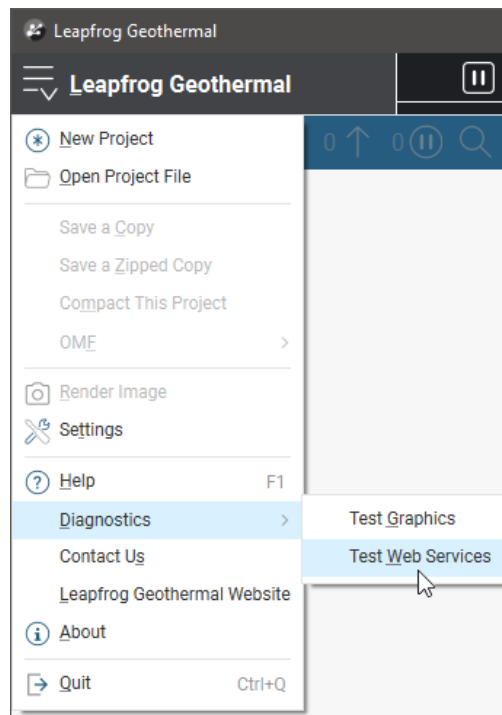 Leapfrog Geothermal
Leapfrog Geothermal
New Project
0 0
Open Project File
Save a Copy
Save a Zipped Copy
Compact This Project
OMF
Render Image
Settings
Help F1
Diagnostics
Test Graphics
Contact Us
Test Web Services
Leapfrog Geothermal Website
About
Quit Ctrl+Q